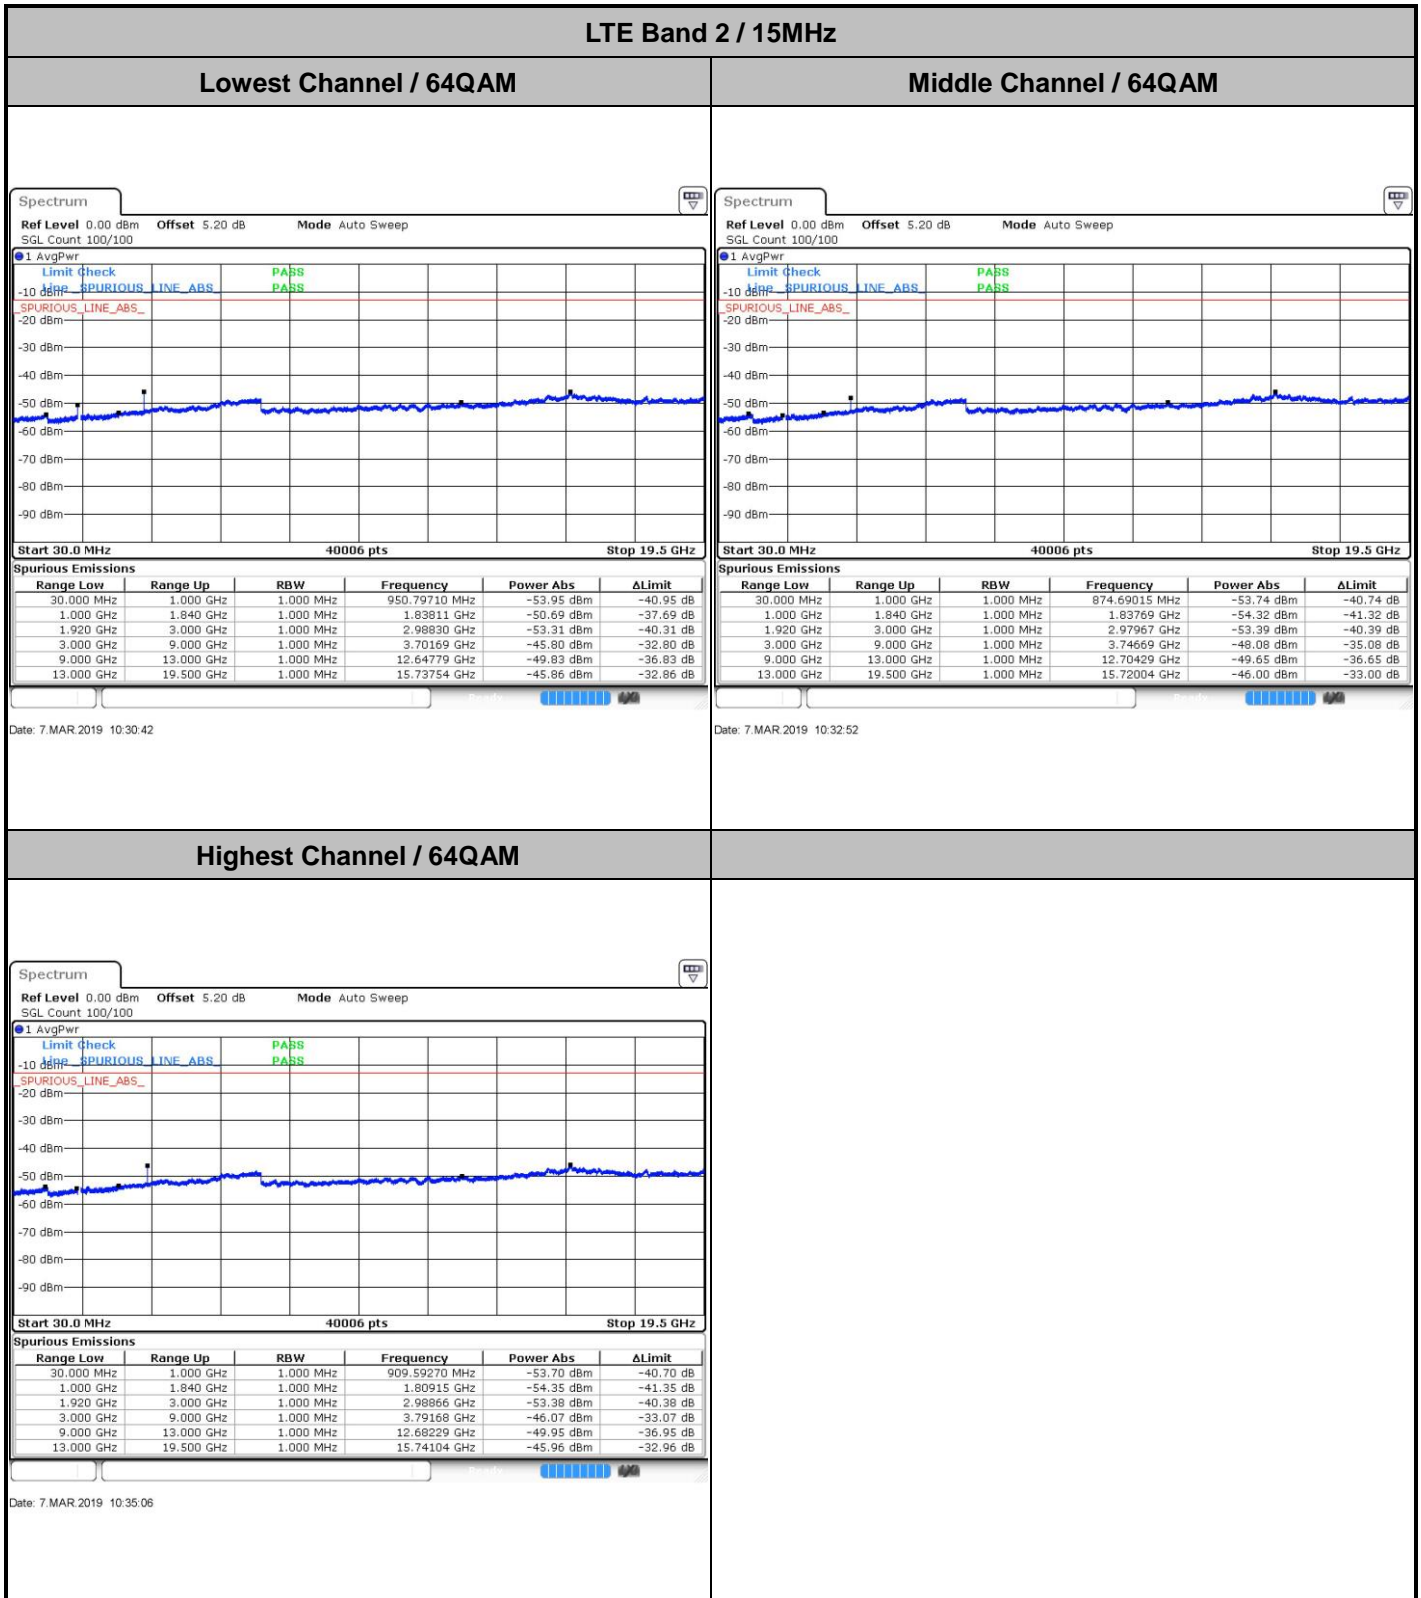 LTE Band 2 / 15MHz
Lowest Channel / 64QAM
Middle Channel / 64QAM
Spectrum
Ref Level 0.00 dBm Offset 5.20 dB Mode Auto Sweep
SGL Count 100/100
1 AvgPwr
Limit Check PASS
Line _SPURIOUS_LINE_ABS_ PASS
-10 dBm
_SPURIOUS_LINE_ABS_
-20 dBm
-30 dBm
-40 dBm
-50 dBm
-60 dBm
-70 dBm
-80 dBm
-90 dBm
Start 30.0 MHz 40006 pts Stop 19.5 GHz
Spurious Emissions
Range Low Range Up RBW Frequency Power Abs ΔLimit
30.000 MHz 1.000 GHz 1.000 MHz 950.79710 MHz -53.95 dBm -40.95 dB
1.000 GHz 1.840 GHz 1.000 MHz 1.83811 GHz -50.69 dBm -37.69 dB
1.920 GHz 3.000 GHz 1.000 MHz 2.98830 GHz -53.31 dBm -40.31 dB
3.000 GHz 9.000 GHz 1.000 MHz 3.70169 GHz -45.80 dBm -32.80 dB
9.000 GHz 13.000 GHz 1.000 MHz 12.64779 GHz -49.83 dBm -36.83 dB
13.000 GHz 19.500 GHz 1.000 MHz 15.73754 GHz -45.86 dBm -32.86 dB
Date: 7.MAR.2019 10:30:42
Spectrum
Ref Level 0.00 dBm Offset 5.20 dB Mode Auto Sweep
SGL Count 100/100
1 AvgPwr
Limit Check PASS
Line _SPURIOUS_LINE_ABS_ PASS
-10 dBm
_SPURIOUS_LINE_ABS_
-20 dBm
-30 dBm
-40 dBm
-50 dBm
-60 dBm
-70 dBm
-80 dBm
-90 dBm
Start 30.0 MHz 40006 pts Stop 19.5 GHz
Spurious Emissions
Range Low Range Up RBW Frequency Power Abs ΔLimit
30.000 MHz 1.000 GHz 1.000 MHz 874.69015 MHz -53.74 dBm -40.74 dB
1.000 GHz 1.840 GHz 1.000 MHz 1.83769 GHz -54.32 dBm -41.32 dB
1.920 GHz 3.000 GHz 1.000 MHz 2.97967 GHz -53.39 dBm -40.39 dB
3.000 GHz 9.000 GHz 1.000 MHz 3.74669 GHz -48.08 dBm -35.08 dB
9.000 GHz 13.000 GHz 1.000 MHz 12.70429 GHz -49.65 dBm -36.65 dB
13.000 GHz 19.500 GHz 1.000 MHz 15.72004 GHz -46.00 dBm -33.00 dB
Date: 7.MAR.2019 10:32:52
Highest Channel / 64QAM
Spectrum
Ref Level 0.00 dBm Offset 5.20 dB Mode Auto Sweep
SGL Count 100/100
1 AvgPwr
Limit Check PASS
Line _SPURIOUS_LINE_ABS_ PASS
-10 dBm
_SPURIOUS_LINE_ABS_
-20 dBm
-30 dBm
-40 dBm
-50 dBm
-60 dBm
-70 dBm
-80 dBm
-90 dBm
Start 30.0 MHz 40006 pts Stop 19.5 GHz
Spurious Emissions
Range Low Range Up RBW Frequency Power Abs ΔLimit
30.000 MHz 1.000 GHz 1.000 MHz 909.59270 MHz -53.70 dBm -40.70 dB
1.000 GHz 1.840 GHz 1.000 MHz 1.80915 GHz -54.35 dBm -41.35 dB
1.920 GHz 3.000 GHz 1.000 MHz 2.98866 GHz -53.38 dBm -40.38 dB
3.000 GHz 9.000 GHz 1.000 MHz 3.79168 GHz -46.07 dBm -33.07 dB
9.000 GHz 13.000 GHz 1.000 MHz 12.68229 GHz -49.95 dBm -36.95 dB
13.000 GHz 19.500 GHz 1.000 MHz 15.74104 GHz -45.96 dBm -32.96 dB
Date: 7.MAR.2019 10:35:06